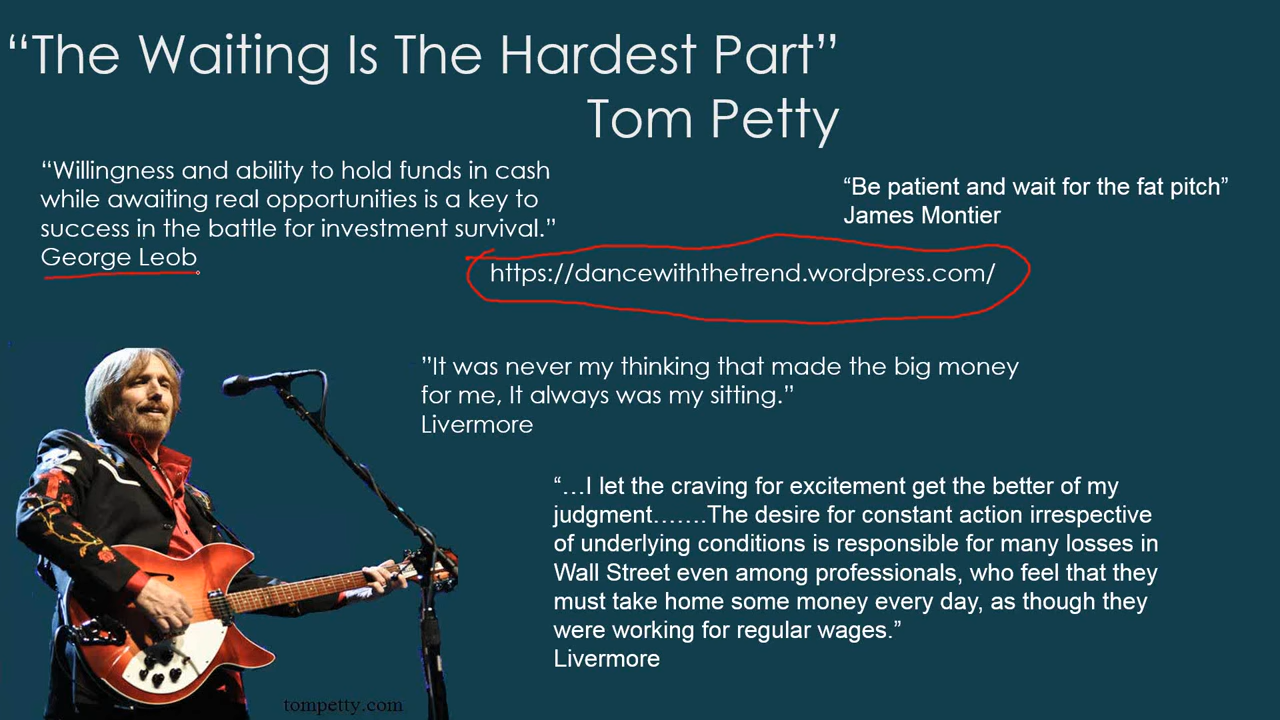 “The Waiting Is The Hardest Part”
Tom Petty
“Willingness and ability to hold funds in cash
while awaiting real opportunities is a key to
success in the battle for investment survival.”
George Leob
“Be patient and wait for the fat pitch”
James Montier
https://dancewiththetrend.wordpress.com/
”It was never my thinking that made the big money
for me, It always was my sitting.”
Livermore
“…I let the craving for excitement get the better of my
judgment…….The desire for constant action irrespective
of underlying conditions is responsible for many losses in
Wall Street even among professionals, who feel that they
must take home some money every day, as though they
were working for regular wages.”
Livermore
tompetty.com